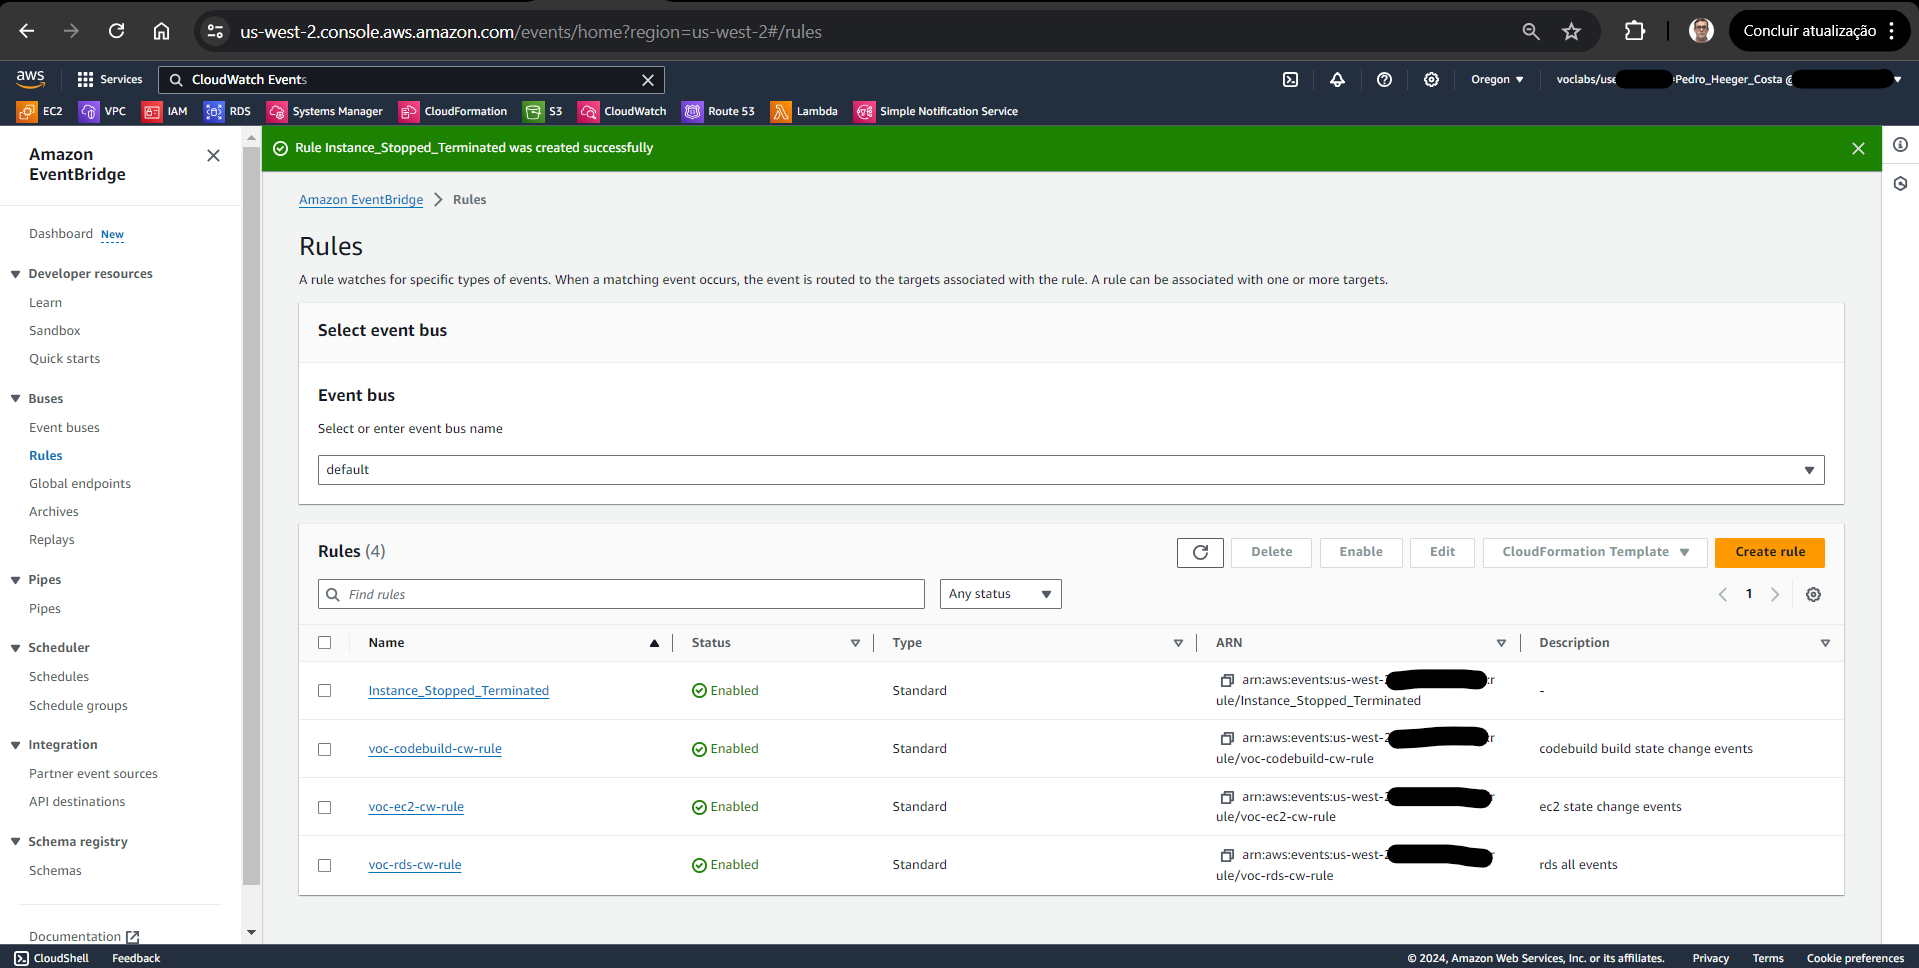 us-west-2.console.aws.amazon.com/events/home?region=us-west-2#/rules
Concluir atualização
aws
Services
CloudWatch Events
Oregon
voclabs/use
Pedro_Heeger_Costa @
EC2
VPC
IAM
RDS
Systems Manager
CloudFormation
S3
CloudWatch
Route 53
Lambda
Simple Notification Service
Amazon
EventBridge
Dashboard New
Developer resources
Learn
Sandbox
Quick starts
Buses
Event buses
Rules
Global endpoints
Archives
Replays
Pipes
Pipes
Scheduler
Schedules
Schedule groups
Integration
Partner event sources
API destinations
Schema registry
Schemas
Documentation
Rule Instance_Stopped_Terminated was created successfully
Amazon EventBridge > Rules
Rules
A rule watches for specific types of events. When a matching event occurs, the event is routed to the targets associated with the rule. A rule can be associated with one or more targets.
Select event bus
Event bus
Select or enter event bus name
default
Rules (4)
Delete
Enable
Edit
CloudFormation Template
Create rule
Find rules
Any status
1
Name
Status
Type
ARN
Description
Instance_Stopped_Terminated
Enabled
Standard
arn:aws:events:us-west-2 :r
ule/Instance_Stopped_Terminated
-
voc-codebuild-cw-rule
Enabled
Standard
arn:aws:events:us-west-2 r
ule/voc-codebuild-cw-rule
codebuild build state change events
voc-ec2-cw-rule
Enabled
Standard
arn:aws:events:us-west-2 r
ule/voc-ec2-cw-rule
ec2 state change events
voc-rds-cw-rule
Enabled
Standard
arn:aws:events:us-west-2 r
ule/voc-rds-cw-rule
rds all events
CloudShell
Feedback
© 2024, Amazon Web Services, Inc. or its affiliates.
Privacy
Terms
Cookie preferences